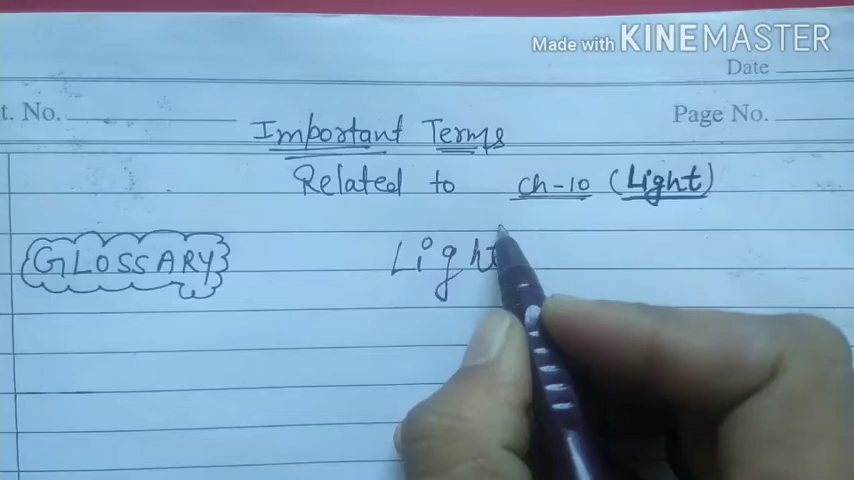 Made with KINEMASTER
Date
t. No.
Page No.
Important Terms
Related to Ch-10 (Light)
GLOSSARY
Light